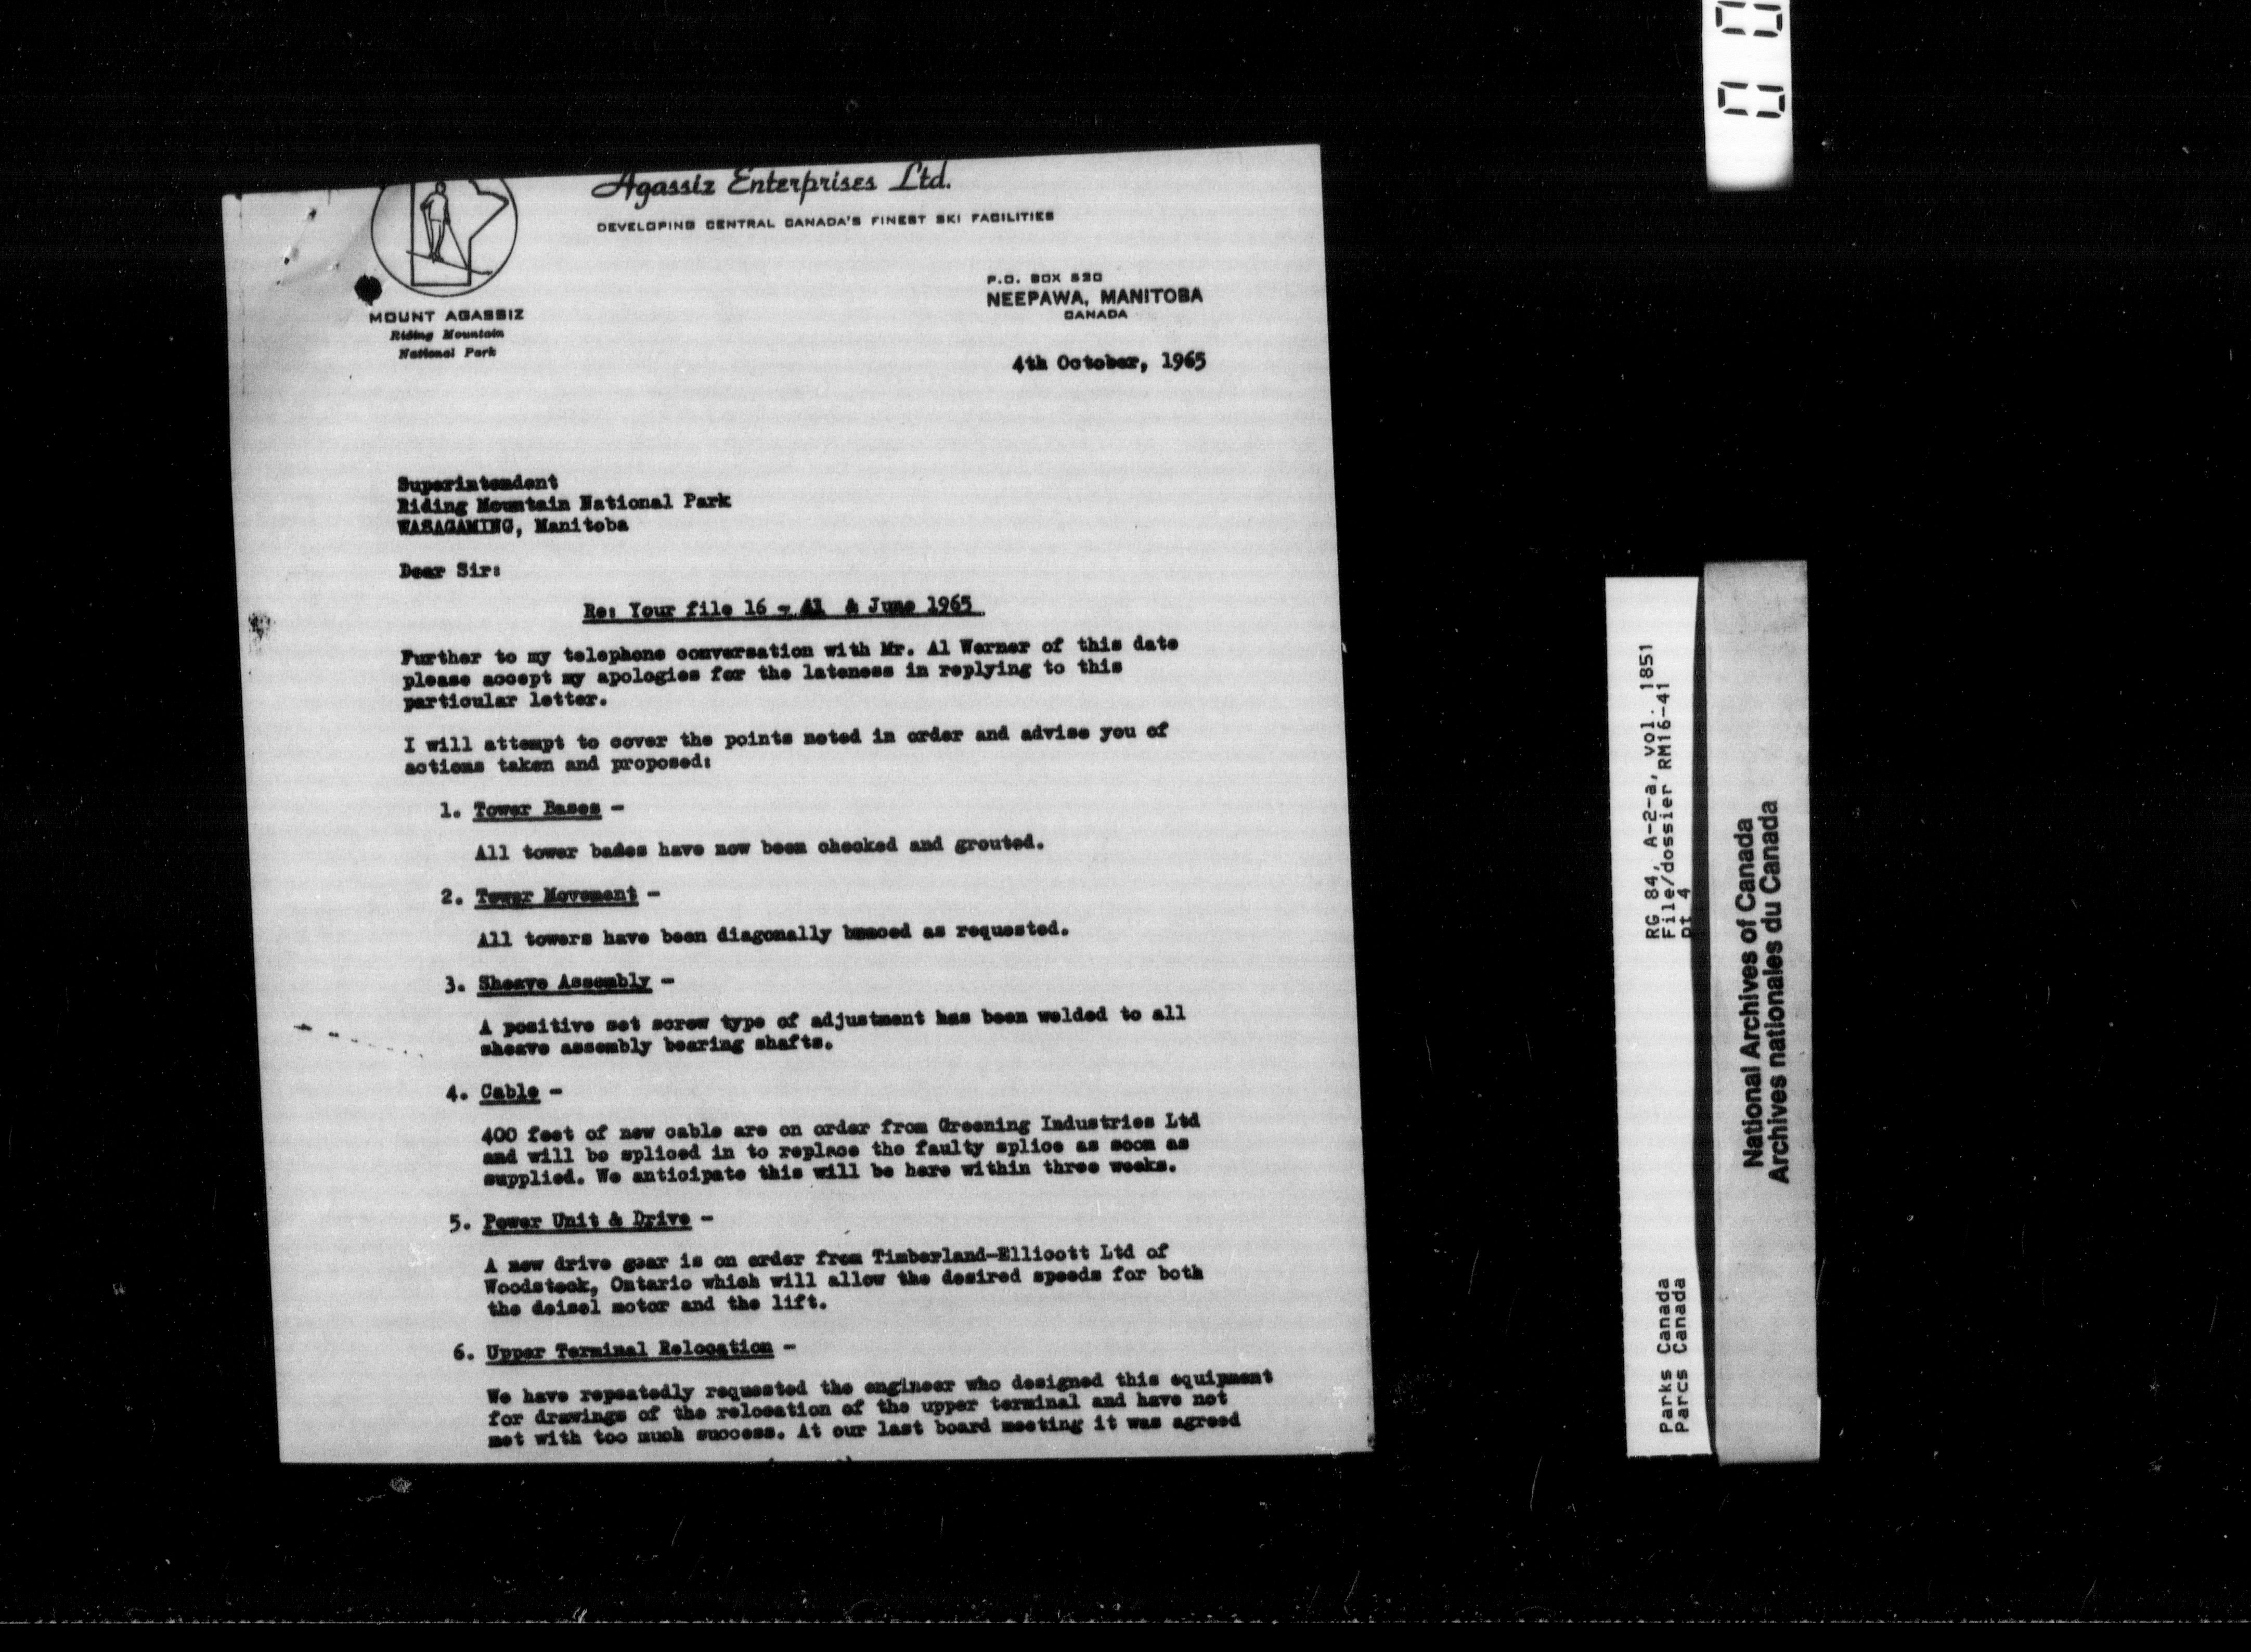 Agassiz Enterprises Ltd.
DEVELOPING CENTRAL CANADA'S FINEST SKI FACILITIES
MOUNT AGASSIZ
Riding Mountain
National Park
P.O. BOX 520
NEEPAWA, MANITOBA
CANADA
4th October, 1965
Superintendent
Riding Mountain National Park
WASAGAMING, Manitoba
Dear Sir:
Re: Your file 16 - 41 & June 1965
Further to my telephone conversation with Mr. Al Werner of this date
please accept my apologies for the lateness in replying to this
particular letter.
I will attempt to cover the points noted in order and advise you of
actions taken and proposed:
1. Tower Bases -
All tower bades have now been checked and grouted.
2. Tower Movement -
All towers have been diagonally as requested.
3. Sheave Assembly -
A positive set screw type of adjustment has been welded to all
sheave assembly bearing shafts.
4. Cable -
400 feet of new cable are on order from Greening Industries Ltd
and will be spliced in to replace the faulty splice as soon as
supplied. We anticipate this will be here within three weeks.
5. Power Unit & Drive -
A new drive gear is on order from Timberland-Ellicott Ltd of
Woodstock, Ontario which will allow the desired speeds for both
the deisel motor and the lift.
6. Upper Terminal Relocation -
We have repeatedly requested the engineer who designed this equipment
for drawings of the relocation of the upper terminal and have not
met with too much success. At our last board meeting it was agreed
RG 84, A-2-a, vol. 1851
File/dossier RM16-41
pt 4
Parks Canada
Parcs Canada
National Archives of Canada
Archives nationales du Canada